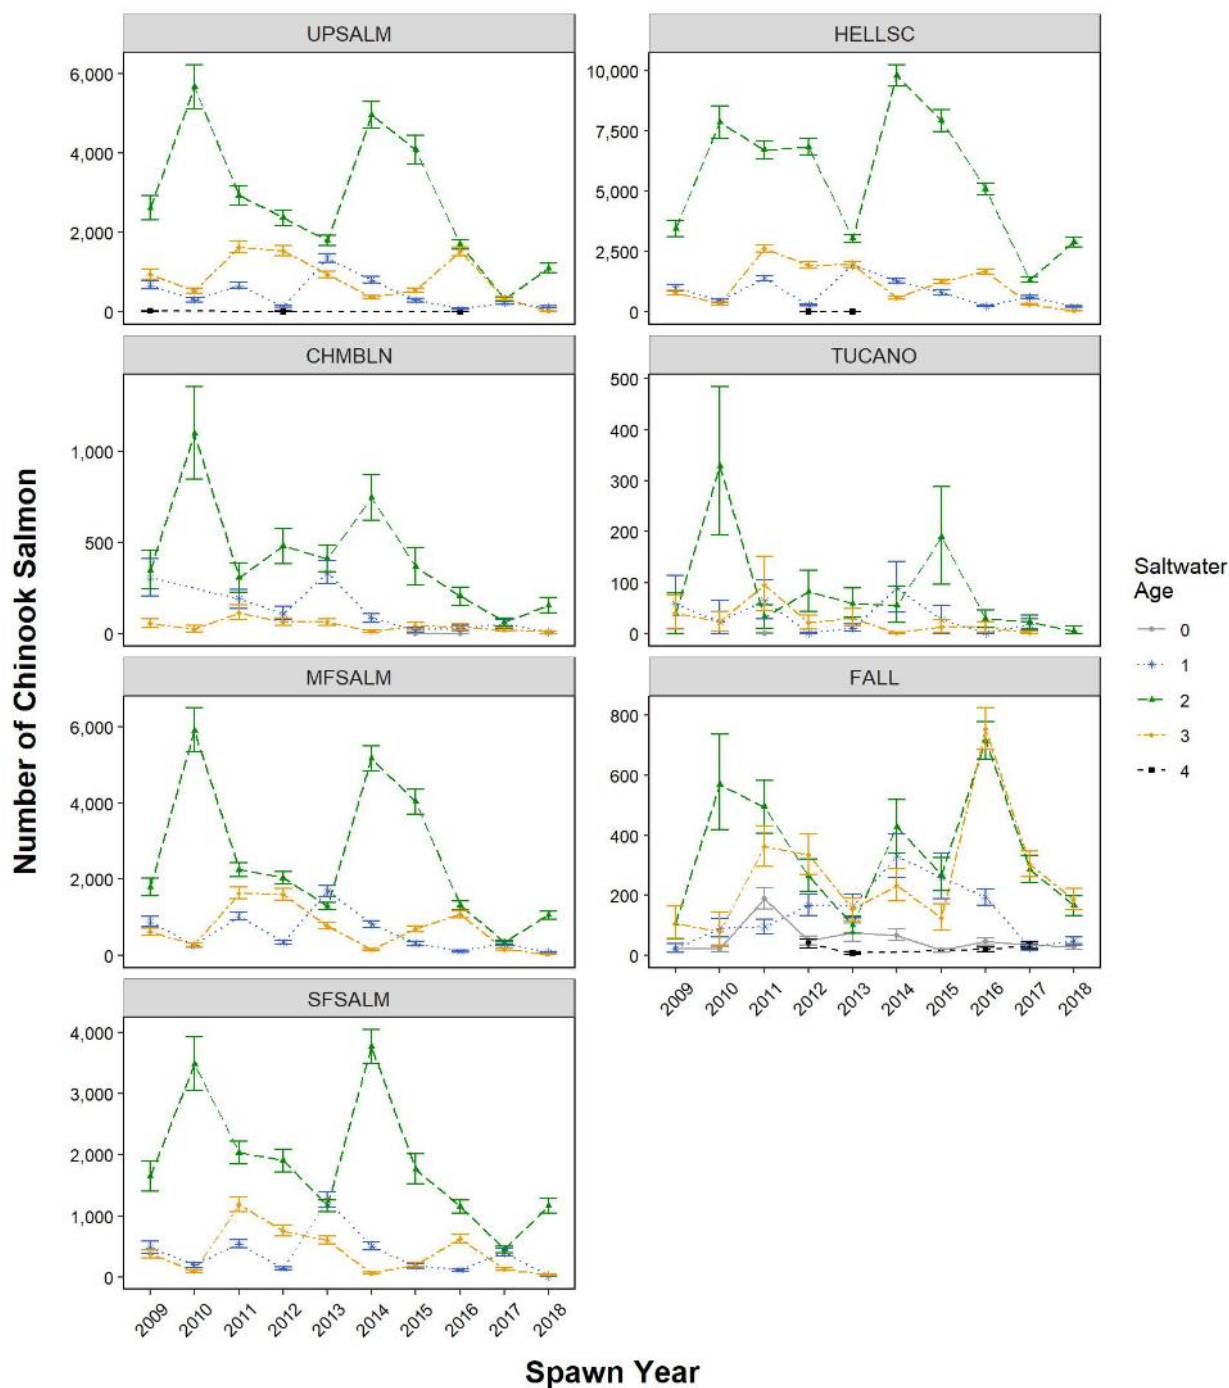 UPSALM
6,000
4,000
2,000
0
HELLSC
10,000
7,500
5,000
2,500
0
CHMBLN
1,000
500
0
TUCANO
500
400
300
200
100
0
MFSALM
6,000
4,000
2,000
0
FALL
800
600
400
200
0
2009 2010 2011 2012 2013 2014 2015 2016 2017 2018
SFSALM
4,000
3,000
2,000
1,000
0
2009 2010 2011 2012 2013 2014 2015 2016 2017 2018
Number of Chinook Salmon
Spawn Year
Saltwater
Age
0
1
2
3
4